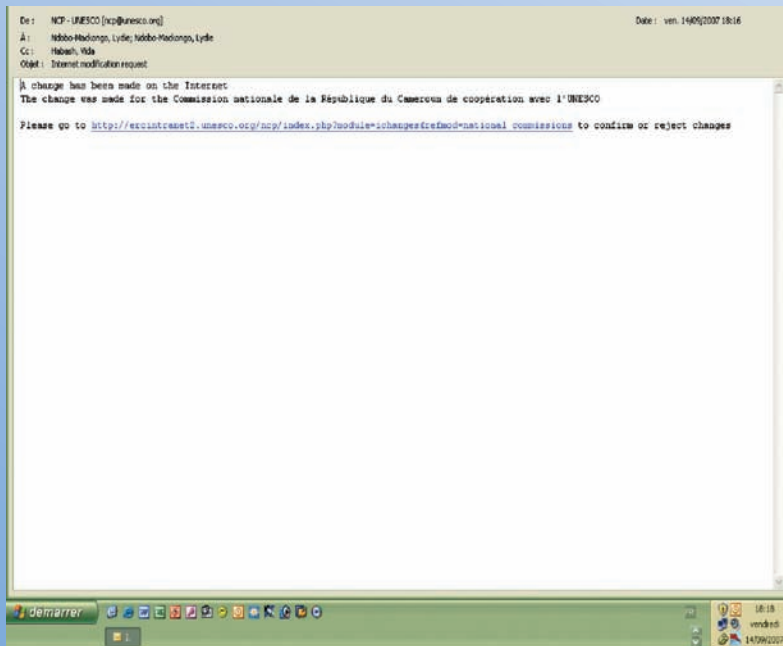 De : NCP - UNESCO [ncp@unesco.org] Date : ven. 14/09/2007 18:16
À : Ndobo-Mackongo, Lydie; Ndobo-Mackongo, Lydie
Cc : Habash, Vida
Objet : Internet modification request
A change has been made on the Internet
The change was made for the Commission nationale de la République du Cameroun de coopération avec l'UNESCO
Please go to http://ercintranet2.unesco.org/ncp/index.php?module=ichanges&refmod=national commissions to confirm or reject changes
démarrer 18:18
1 vendredi
14/09/2007